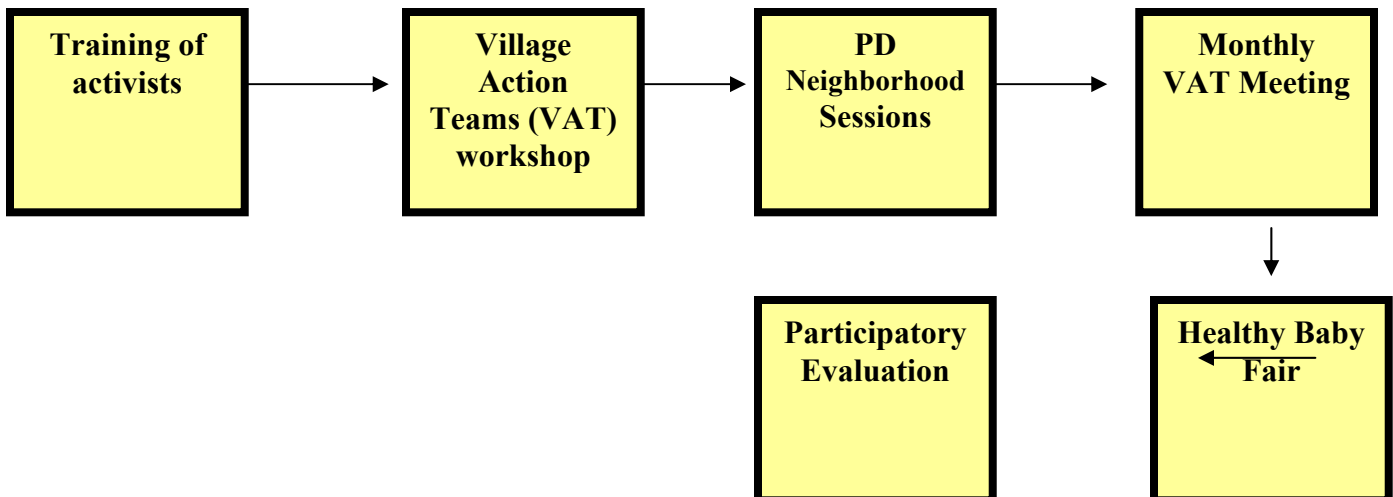 Training of
activists
Village
Action
Teams (VAT)
workshop
PD
Neighborhood
Sessions
Monthly
VAT Meeting
Participatory
Evaluation
Healthy Baby
Fair